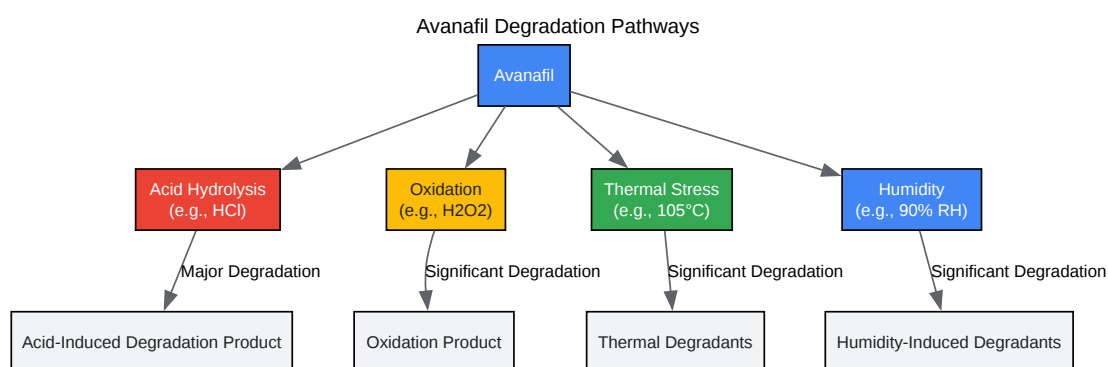 Avanafil Degradation Pathways
Avanafil
Acid Hydrolysis
(e.g., HCl)
Oxidation
(e.g., H2O2)
Thermal Stress
(e.g., 105°C)
Humidity
(e.g., 90% RH)
Major Degradation
Significant Degradation
Significant Degradation
Significant Degradation
Acid-Induced Degradation Product
Oxidation Product
Thermal Degradants
Humidity-Induced Degradants